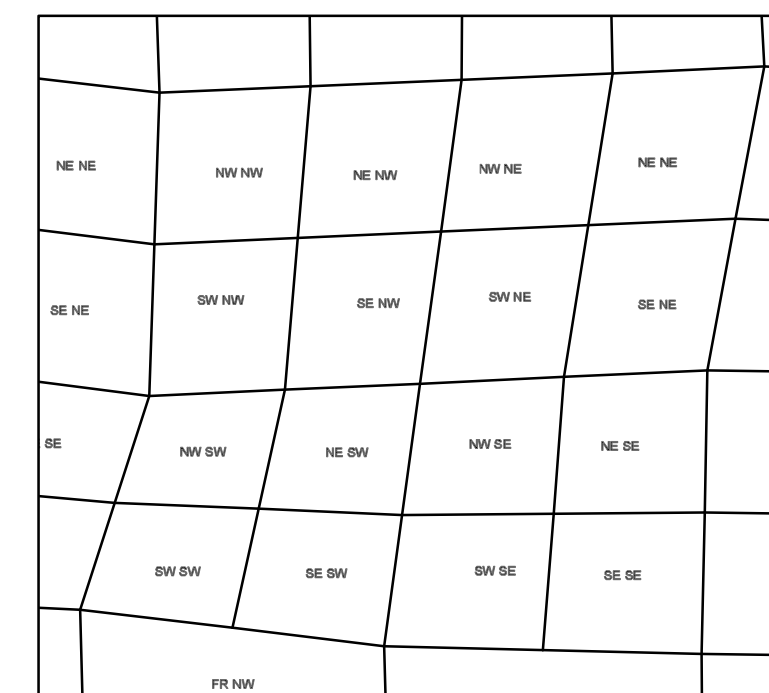 NE NE
NW NW
NE NW
NW NE
NE NE
SE NE
SW NW
SE NW
SW NE
SE NE
SE
NW SW
NE SW
NW SE
NE SE
SW SW
SE SW
SW SE
SE SE
FR NW